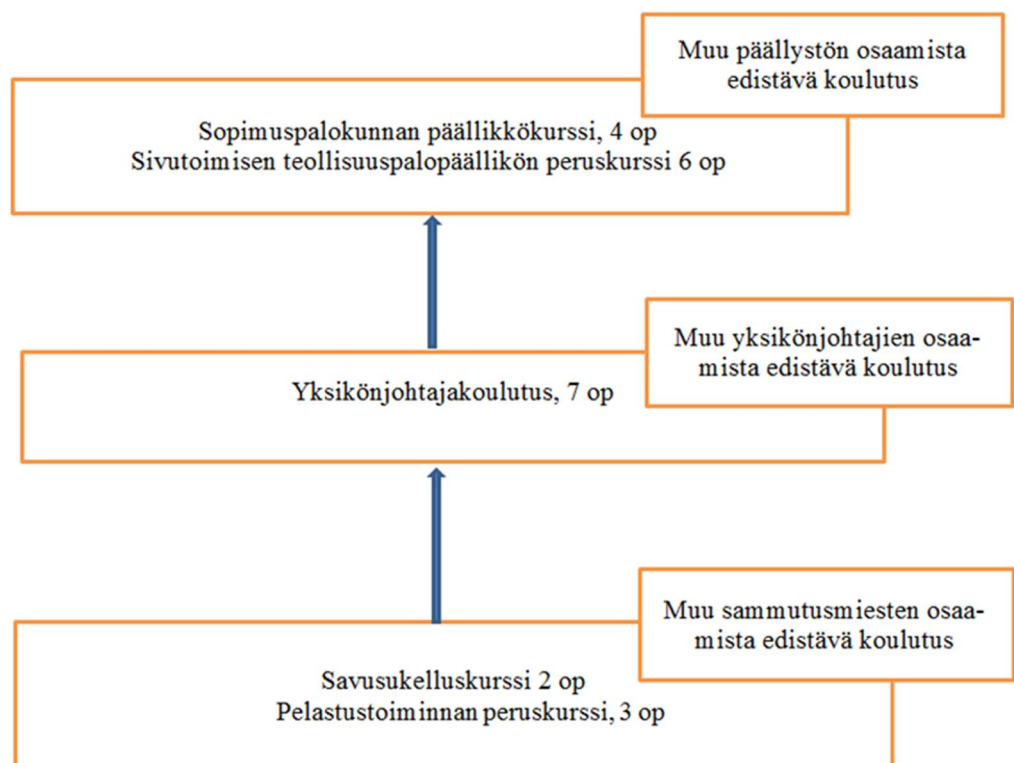 Muu päällystön osaamista
edistävä koulutus
Sopimuspalokunnan päällikkökurssi, 4 op
Sivutoimisen teollisuuspalopäällikön peruskurssi 6 op
Muu yksikönjohtajien osaa-
mista edistävä koulutus
Yksikönjohtajakoulutus, 7 op
Muu sammutusmiesten osaa-
mista edistävä koulutus
Savusukelluskurssi 2 op
Pelastustoiminnan peruskurssi, 3 op